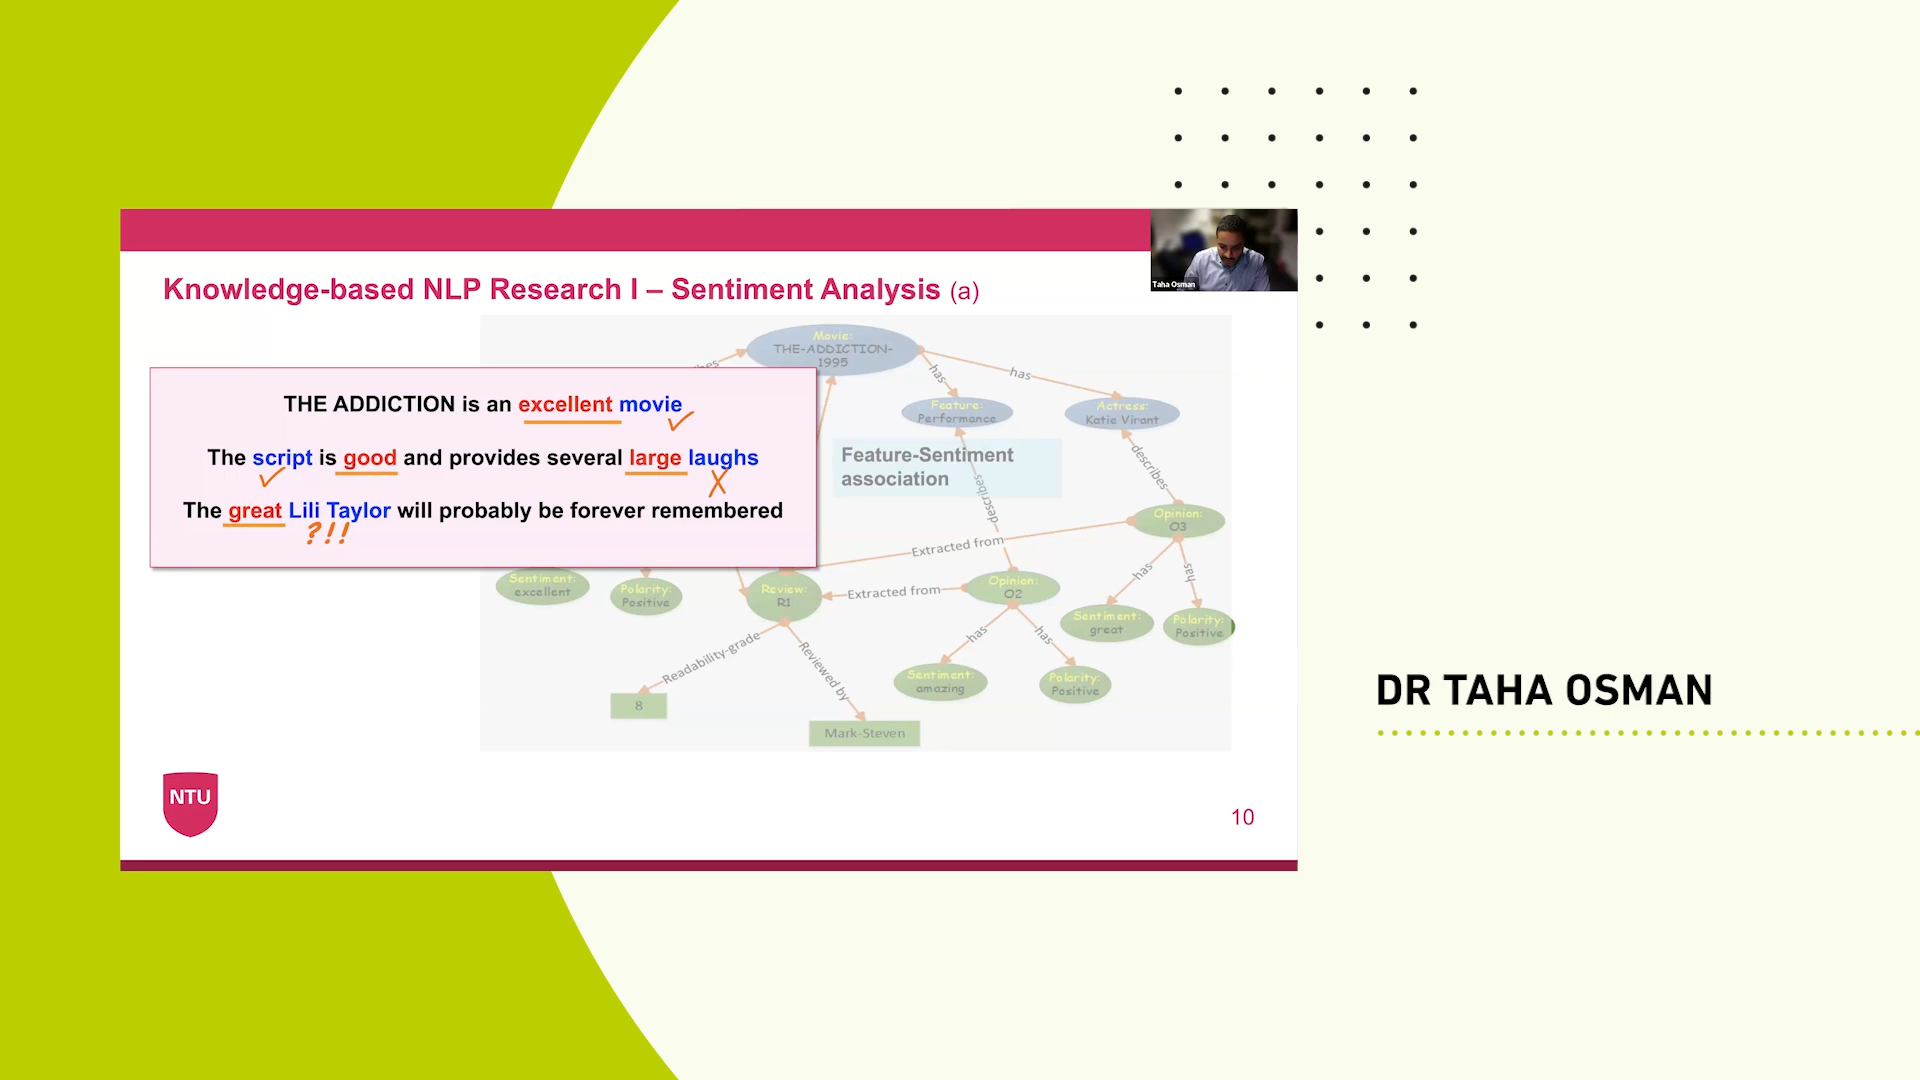 Taha Osman
Knowledge-based NLP Research I – Sentiment Analysis (a)
Movie:
THE-ADDICTION-
1995
has
has
THE ADDICTION is an excellent movie
The script is good and provides several large laughs
The great Lili Taylor will probably be forever remembered
?!!
Feature:
Performance
Actress:
Katie Virant
Feature-Sentiment
association
describes
describes
Opinion:
O3
Extracted from
has
has
Sentiment:
excellent
Polarity:
Positive
Review:
R1
Extracted from
Opinion:
O2
Sentiment:
great
Polarity:
Positive
has
has
Readability-grade
Reviewed by
Sentiment:
amazing
Polarity:
Positive
8
Mark-Steven
NTU
10
DR TAHA OSMAN